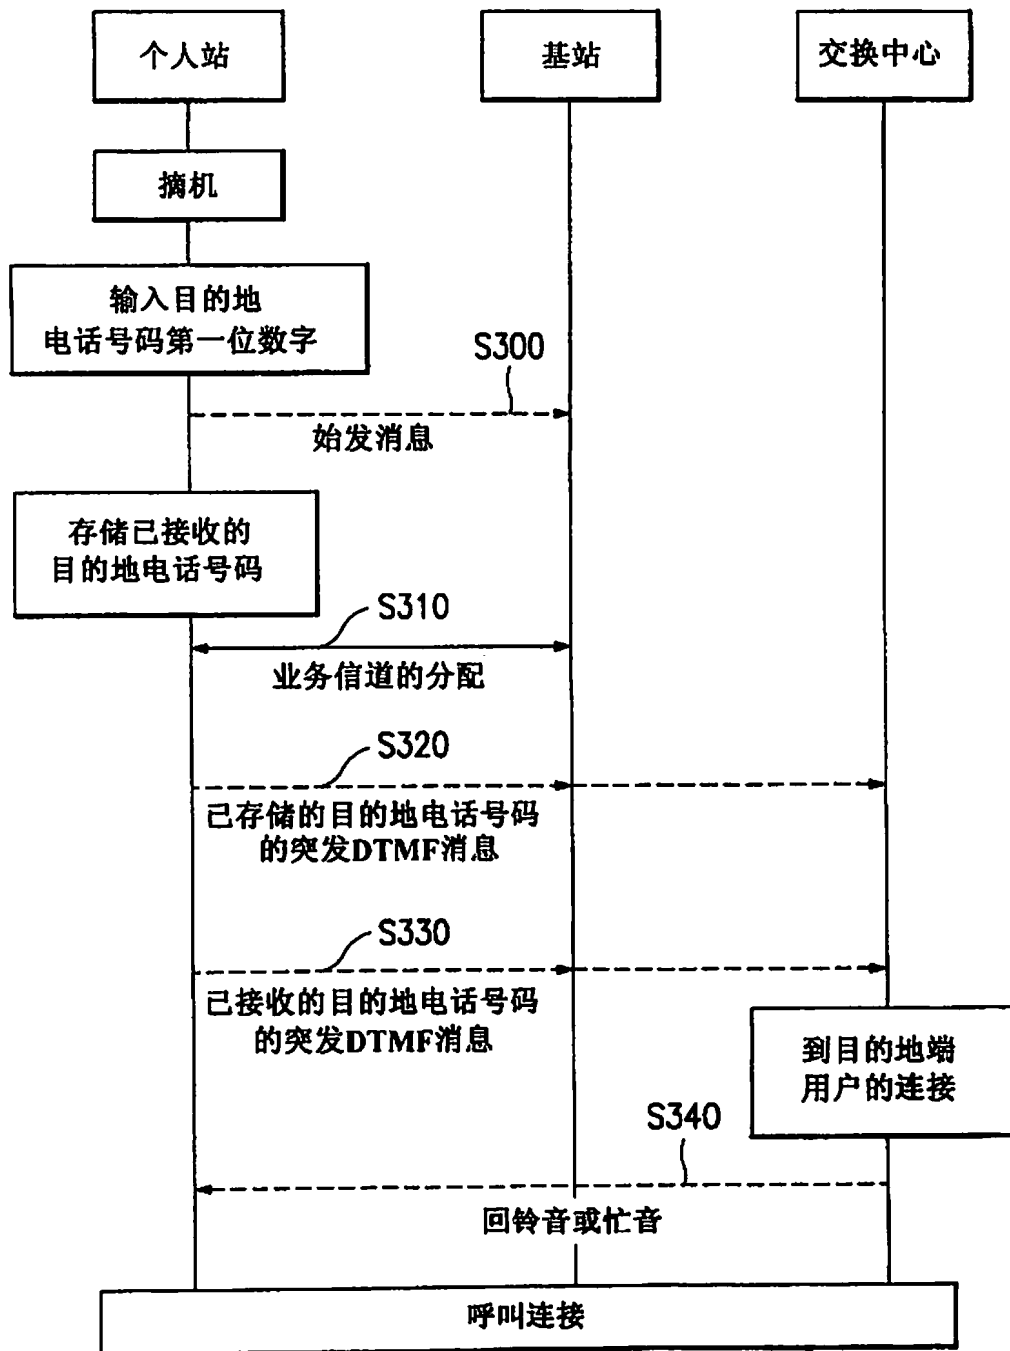 个人站
基站
交换中心
摘机
输入目的地
电话号码第一位数字
S300
始发消息
存储已接收的
目的地电话号码
S310
业务信道的分配
S320
已存储的目的地电话号码
的突发DTMF消息
S330
已接收的目的地电话号码
的突发DTMF消息
到目的地端
用户的连接
S340
回铃音或忙音
呼叫连接